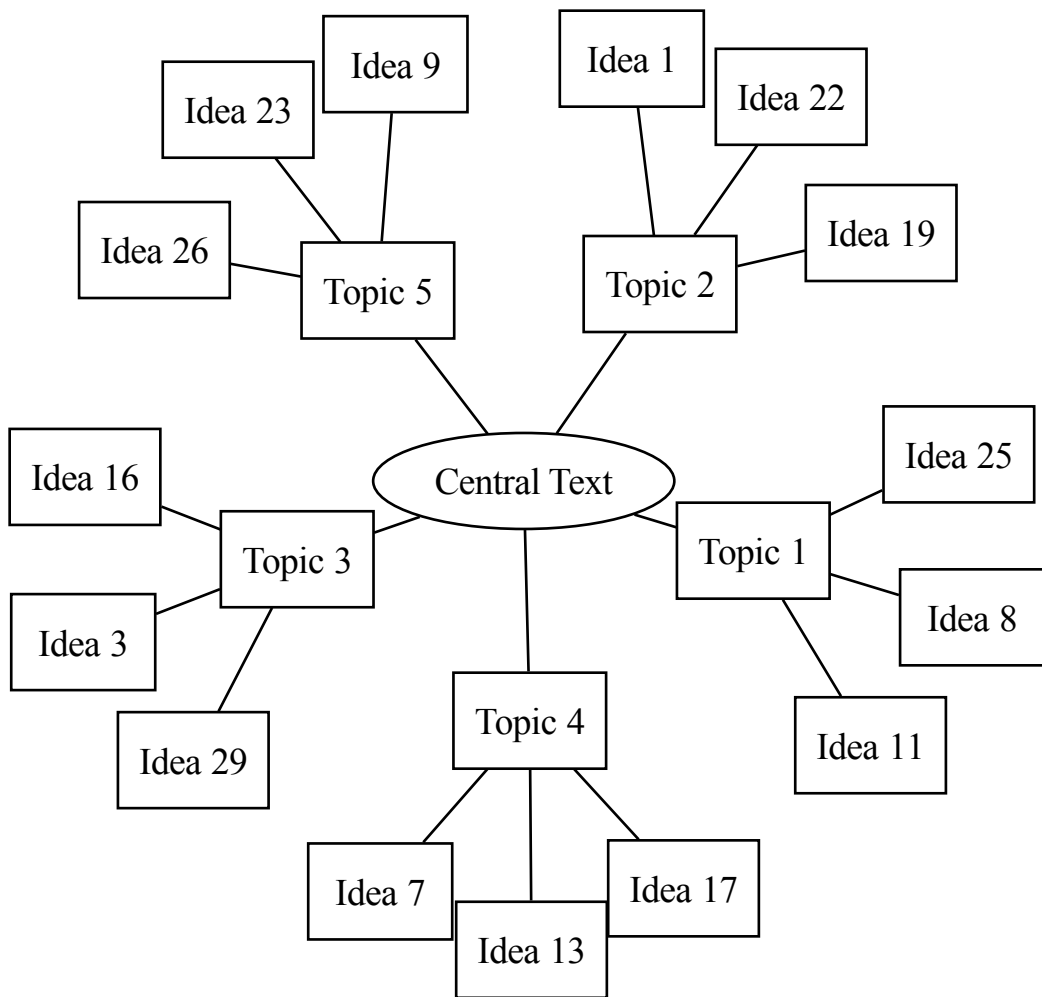 Idea 1
Idea 9
Idea 22
Idea 23
Idea 19
Idea 26
Topic 2
Topic 5
Idea 25
Idea 16
Central Text
Topic 1
Topic 3
Idea 8
Idea 3
Topic 4
Idea 11
Idea 29
Idea 17
Idea 7
Idea 13